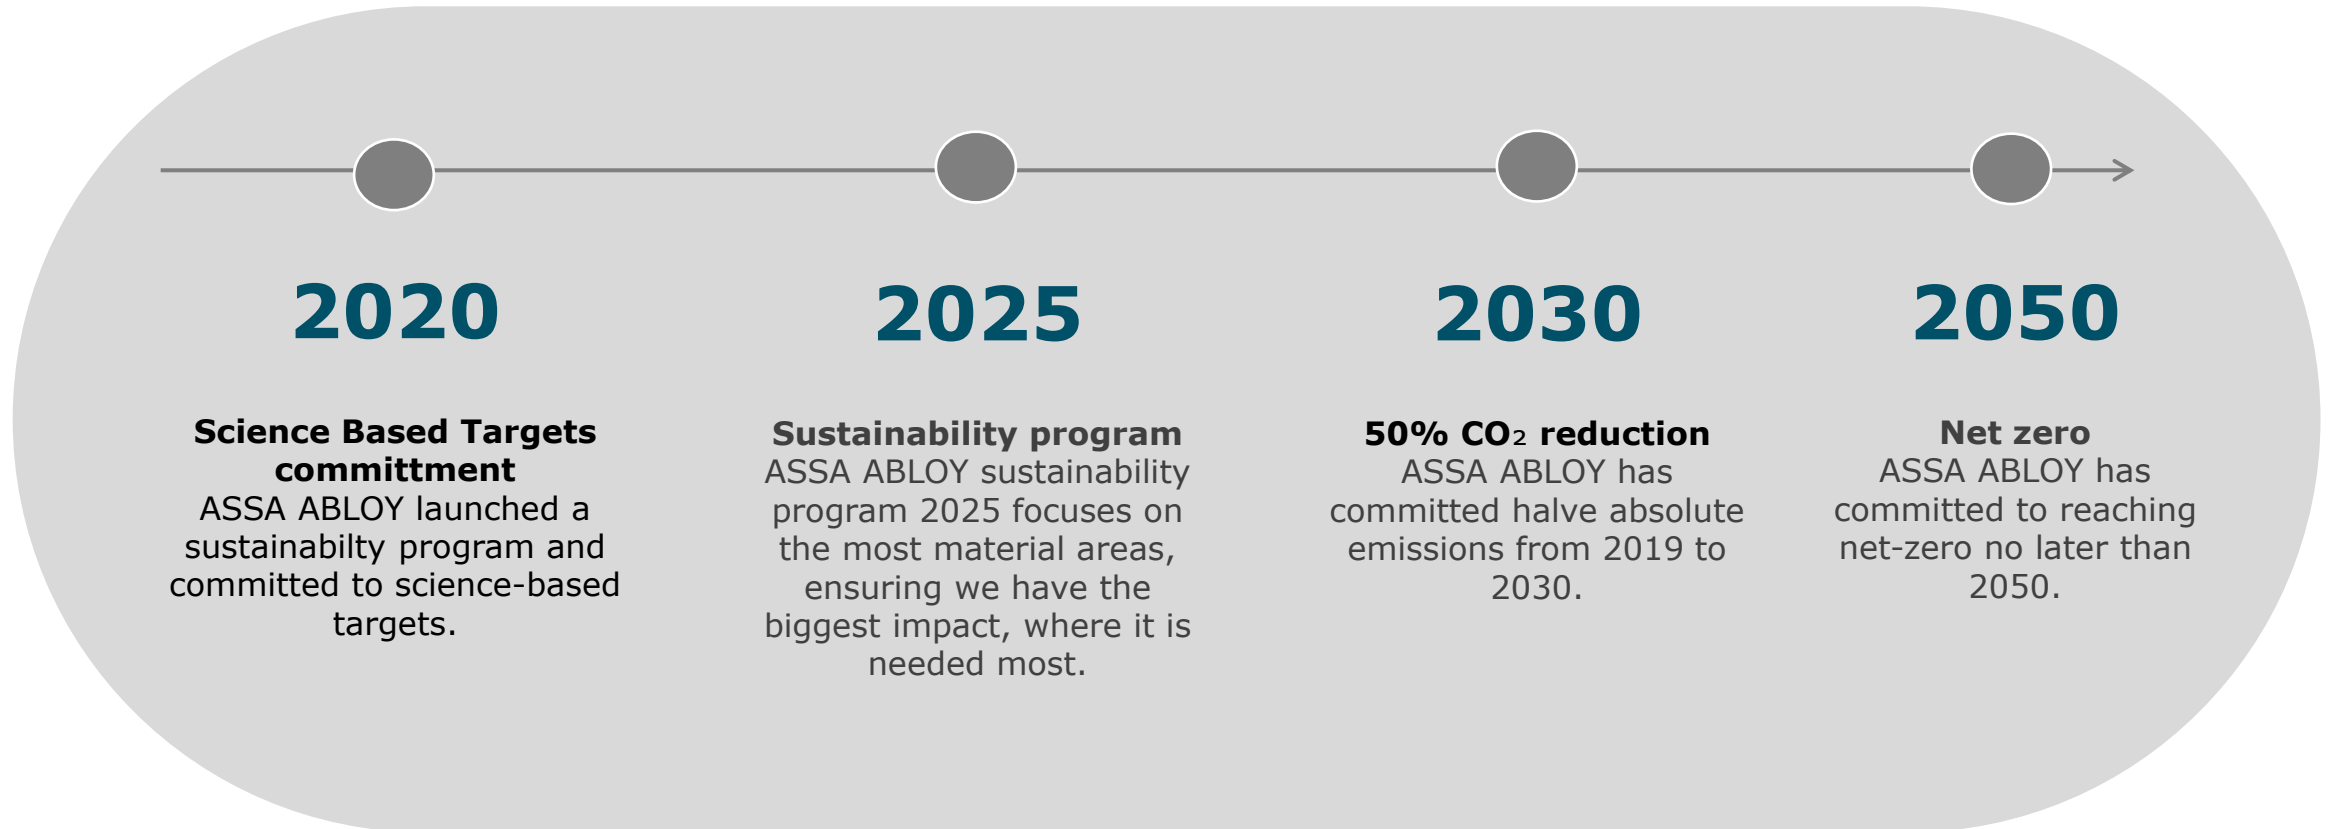 2020
Science Based Targets
committment
ASSA ABLOY launched a
sustainabilty program and
committed to science-based
targets.
2025
Sustainability program
ASSA ABLOY sustainability
program 2025 focuses on
the most material areas,
ensuring we have the
biggest impact, where it is
needed most.
2030
50% CO₂ reduction
ASSA ABLOY has
committed halve absolute
emissions from 2019 to
2030.
2050
Net zero
ASSA ABLOY has
committed to reaching
net-zero no later than
2050.